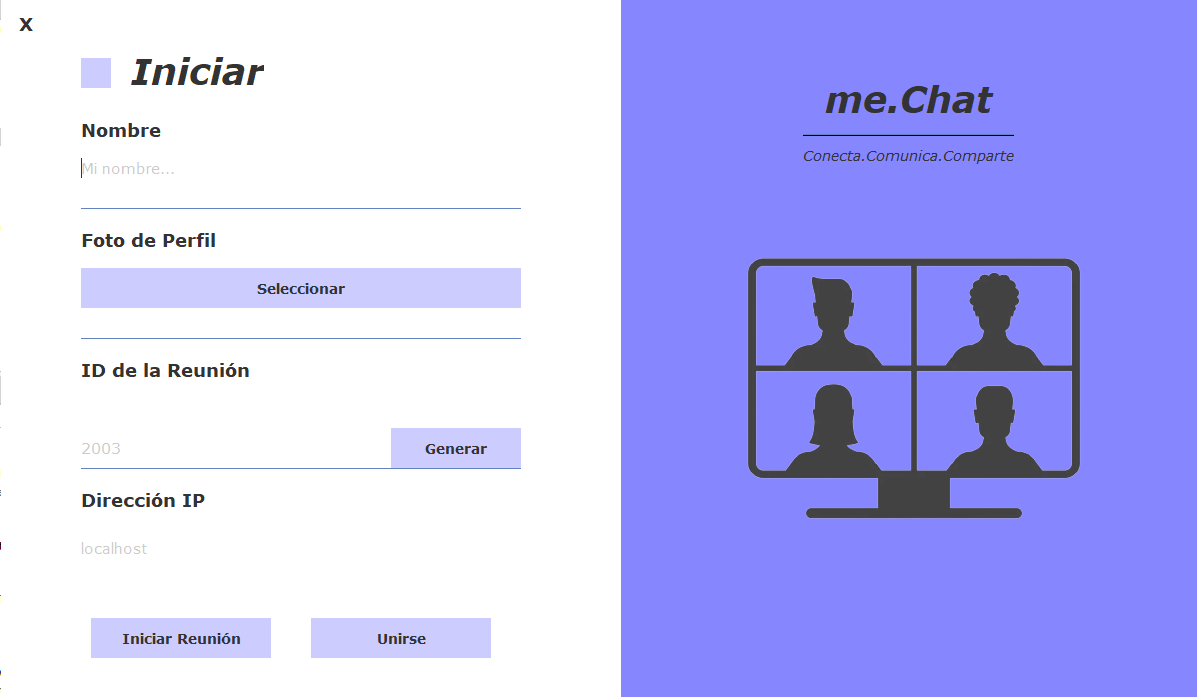 X
Iniciar
Nombre
Mi nombre...
Foto de Perfil
Seleccionar
ID de la Reunión
2003
Generar
Dirección IP
localhost
Iniciar Reunión
Unirse
me.Chat
Conecta.Comunica.Comparte